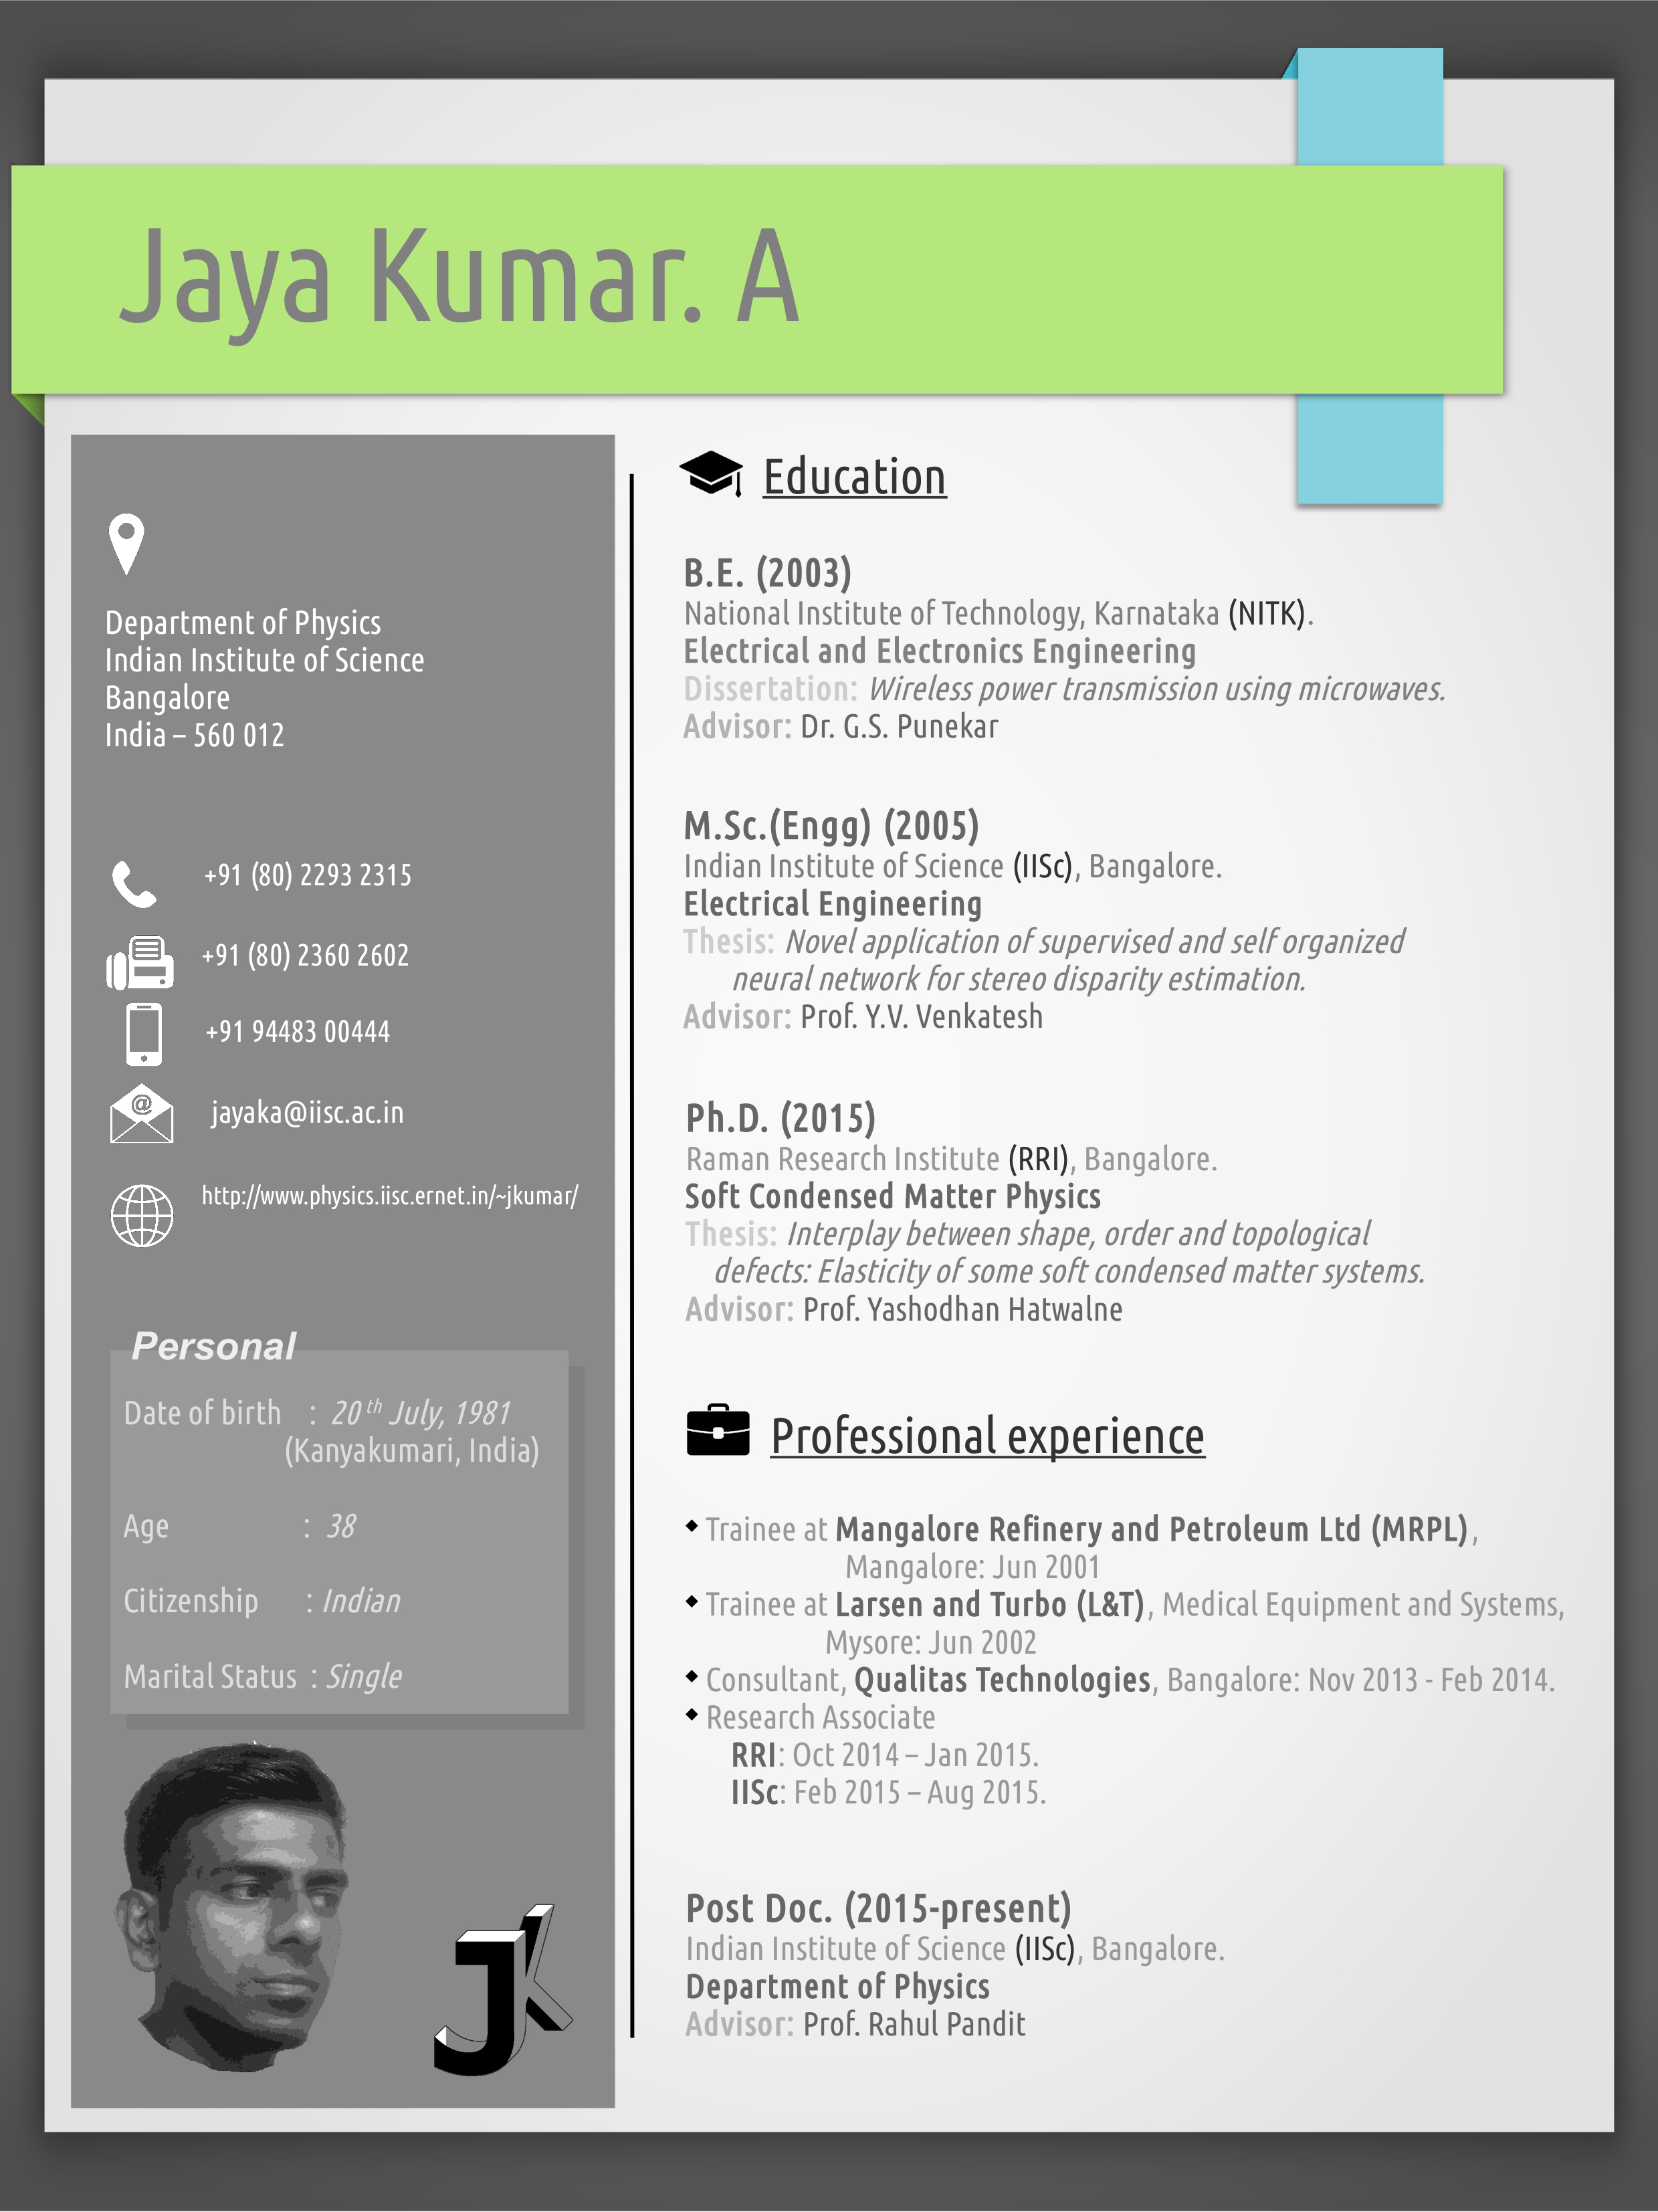 Jaya Kumar. A
Department of Physics
Indian Institute of Science
Bangalore
India – 560 012
+91 (80) 2293 2315
+91 (80) 2360 2602
+91 94483 00444
@
jayaka@iisc.ac.in
http://www.physics.iisc.ernet.in/~jkumar/
Personal
Date of birth : 20th July, 1981
(Kanyakumari, India)
Age : 38
Citizenship : Indian
Marital Status : Single
JK
Education
B.E. (2003)
National Institute of Technology, Karnataka (NITK).
Electrical and Electronics Engineering
Dissertation: Wireless power transmission using microwaves.
Advisor: Dr. G.S. Punekar
M.Sc.(Engg) (2005)
Indian Institute of Science (IISc), Bangalore.
Electrical Engineering
Thesis: Novel application of supervised and self organized
neural network for stereo disparity estimation.
Advisor: Prof. Y.V. Venkatesh
Ph.D. (2015)
Raman Research Institute (RRI), Bangalore.
Soft Condensed Matter Physics
Thesis: Interplay between shape, order and topological
defects: Elasticity of some soft condensed matter systems.
Advisor: Prof. Yashodhan Hatwalne
Professional experience
◆ Trainee at Mangalore Refinery and Petroleum Ltd (MRPL),
Mangalore: Jun 2001
◆ Trainee at Larsen and Turbo (L&T), Medical Equipment and Systems,
Mysore: Jun 2002
◆ Consultant, Qualitas Technologies, Bangalore: Nov 2013 - Feb 2014.
◆ Research Associate
RRI: Oct 2014 – Jan 2015.
IISc: Feb 2015 – Aug 2015.
Post Doc. (2015-present)
Indian Institute of Science (IISc), Bangalore.
Department of Physics
Advisor: Prof. Rahul Pandit